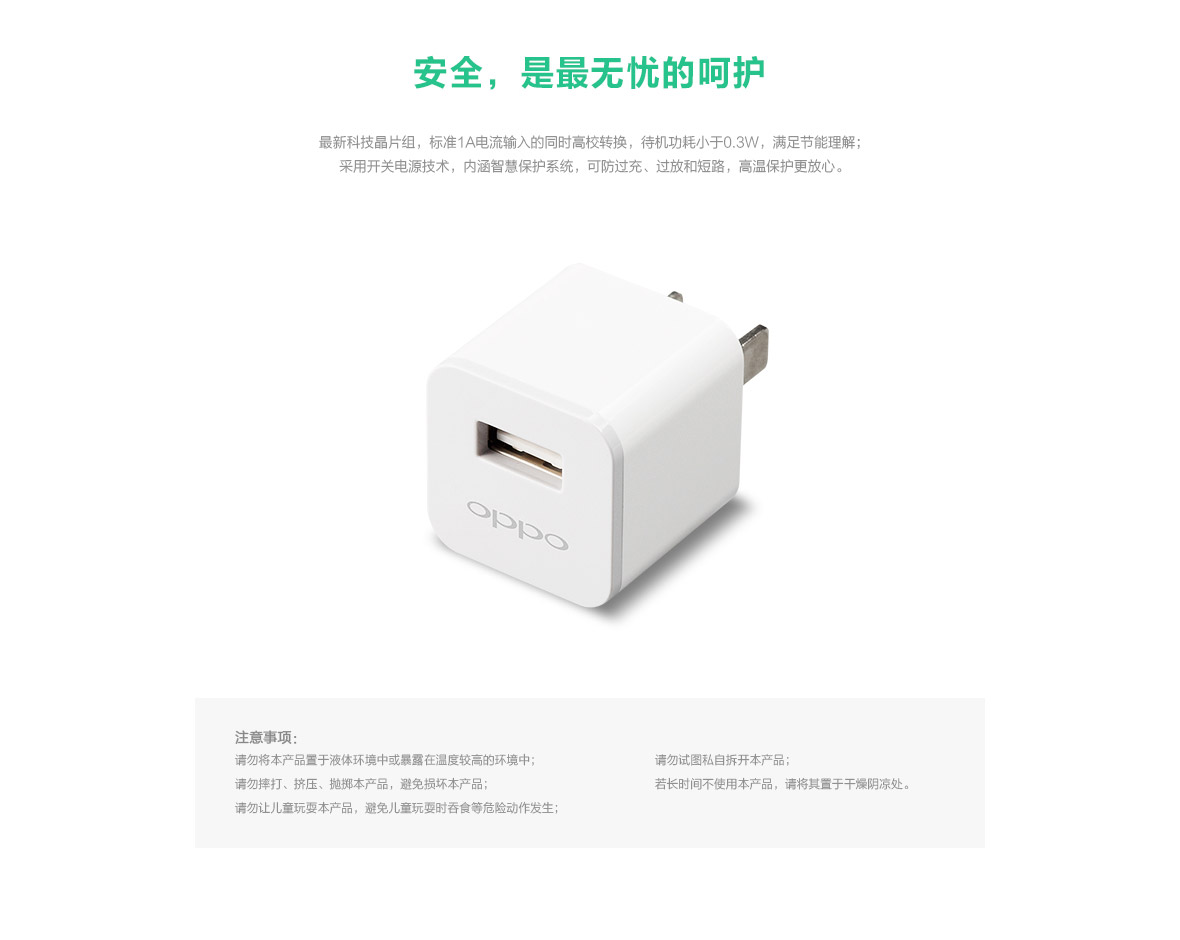 安全，是最无忧的呵护
最新科技晶片组，标准1A电流输入的同时高校转换，待机功耗小于0.3W，满足节能理解；
采用开关电源技术，内涵智慧保护系统，可防过充、过放和短路，高温保护更放心。
oppo
注意事项：
请勿将本产品置于液体环境中或暴露在温度较高的环境中；
请勿摔打、挤压、抛掷本产品，避免损坏本产品；
请勿让儿童玩耍本产品，避免儿童玩耍时吞食等危险动作发生；
请勿试图私自拆开本产品；
若长时间不使用本产品，请将其置于干燥阴凉处。